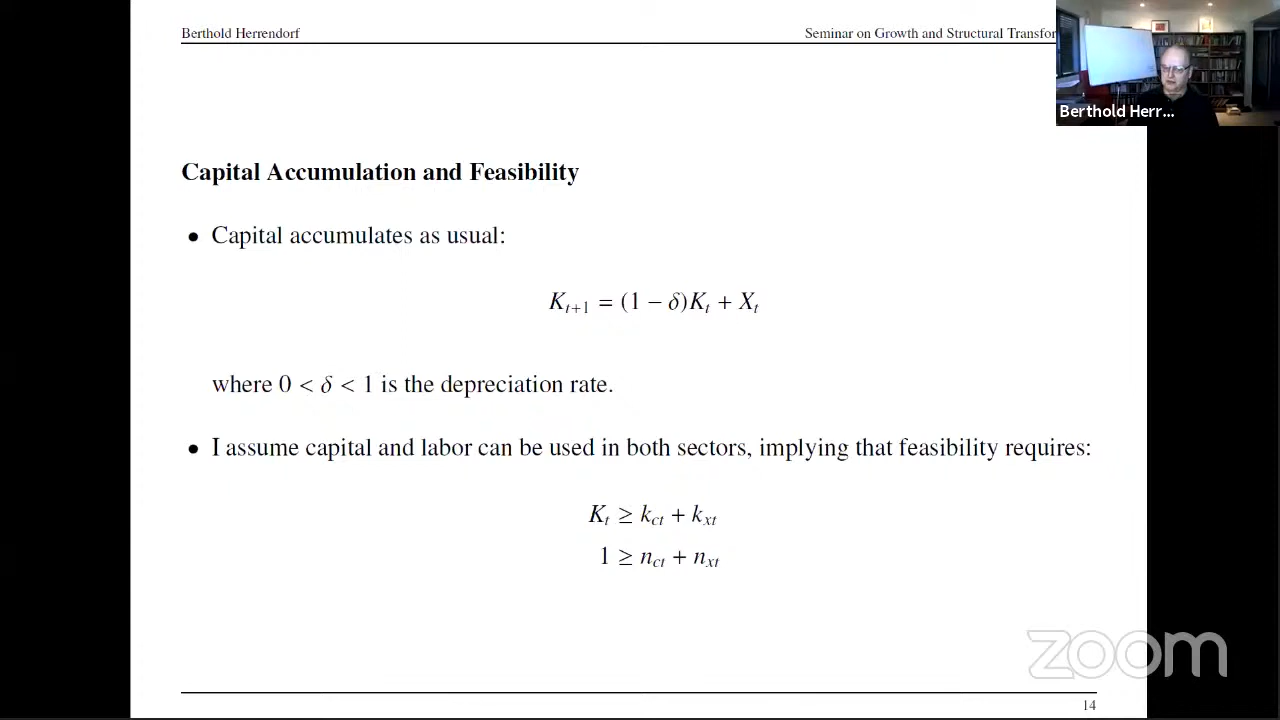 Berthold Herrendorf
Seminar on Growth and Structural Transfor
Berthold Herr...
Capital Accumulation and Feasibility
• Capital accumulates as usual:
K_{t+1} = (1 − δ)K_t + X_t
where 0 < δ < 1 is the depreciation rate.
• I assume capital and labor can be used in both sectors, implying that feasibility requires:
K_t ≥ k_{ct} + k_{xt}
1 ≥ n_{ct} + n_{xt}
zoom
14